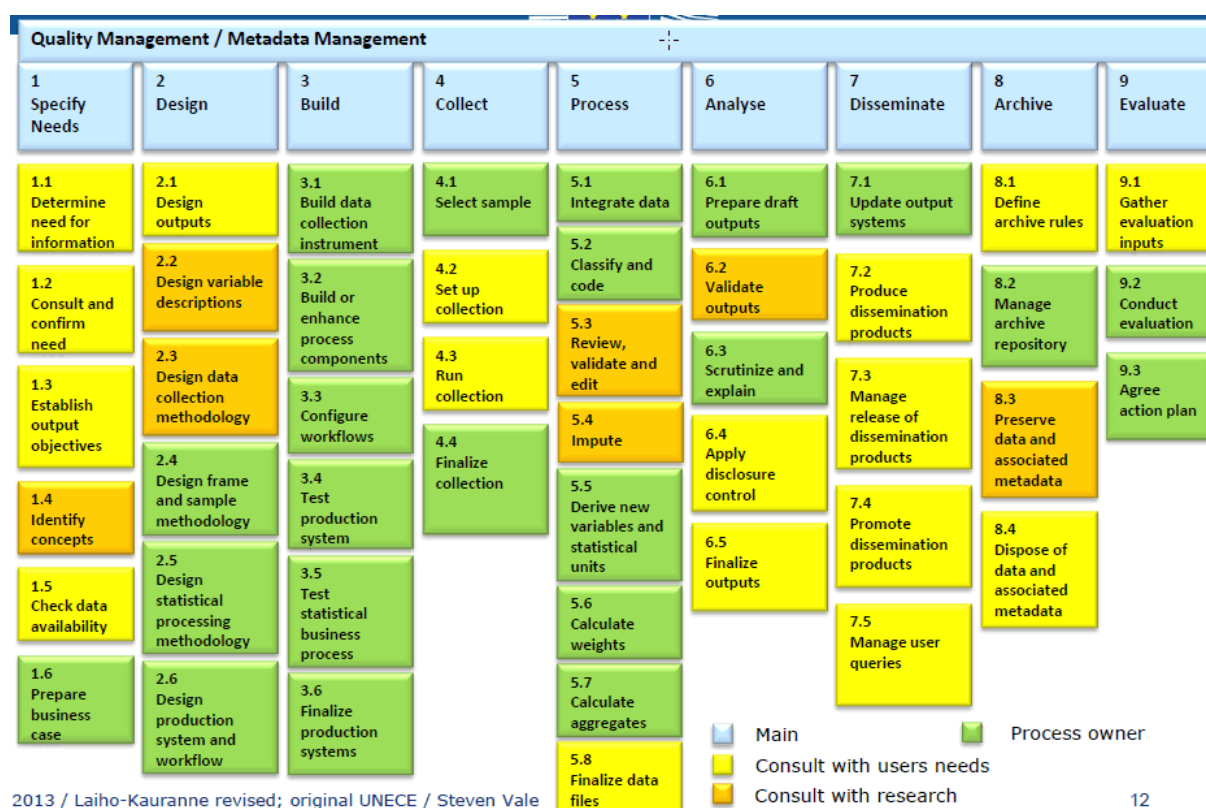 Quality Management / Metadata Management
1
Specify
Needs
2
Design
3
Build
4
Collect
5
Process
6
Analyse
7
Disseminate
8
Archive
9
Evaluate
1.1
Determine
need for
information
1.2
Consult and
confirm
need
1.3
Establish
output
objectives
1.4
Identify
concepts
1.5
Check data
availability
1.6
Prepare
business
case
2.1
Design
outputs
2.2
Design variable
descriptions
2.3
Design data
collection
methodology
2.4
Design frame
and sample
methodology
2.5
Design
statistical
processing
methodology
2.6
Design
production
system and
workflow
3.1
Build data
collection
instrument
3.2
Build or
enhance
process
components
3.3
Configure
workflows
3.4
Test
production
system
3.5
Test
statistical
business
process
3.6
Finalize
production
systems
4.1
Select sample
4.2
Set up
collection
4.3
Run
collection
4.4
Finalize
collection
5.1
Integrate data
5.2
Classify and
code
5.3
Review,
validate and
edit
5.4
Impute
5.5
Derive new
variables and
statistical
units
5.6
Calculate
weights
5.7
Calculate
aggregates
5.8
Finalize data
files
6.1
Prepare draft
outputs
6.2
Validate
outputs
6.3
Scrutinize and
explain
6.4
Apply
disclosure
control
6.5
Finalize
outputs
7.1
Update output
systems
7.2
Produce
dissemination
products
7.3
Manage
release of
dissemination
products
7.4
Promote
dissemination
products
7.5
Manage user
queries
8.1
Define
archive rules
8.2
Manage
archive
repository
8.3
Preserve
data and
associated
metadata
8.4
Dispose of
data and
associated
metadata
9.1
Gather
evaluation
inputs
9.2
Conduct
evaluation
9.3
Agree
action plan
Main
Process owner
Consult with users needs
Consult with research
2013 / Laiho-Kauranne revised; original UNECE / Steven Vale
12